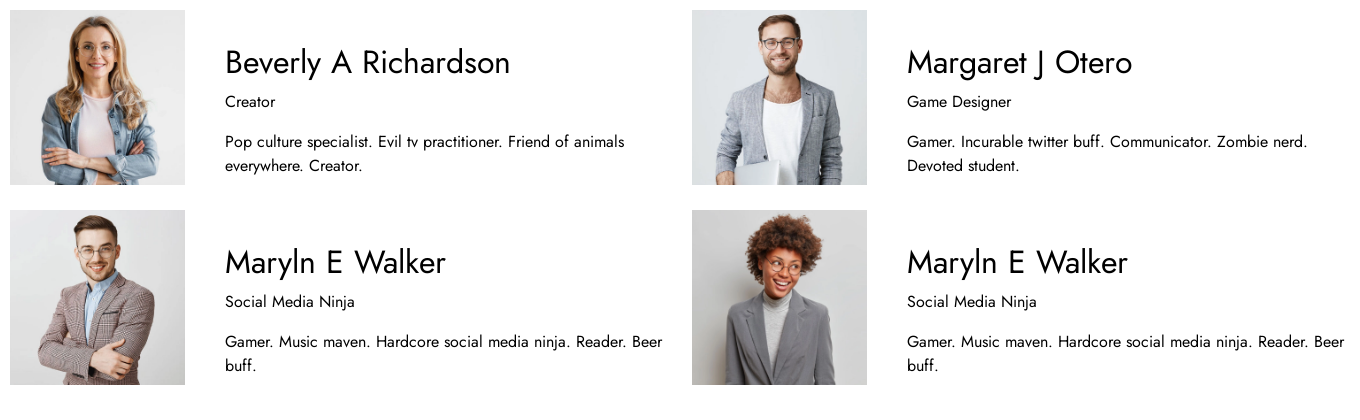 Beverly A Richardson
Creator
Pop culture specialist. Evil tv practitioner. Friend of animals
everywhere. Creator.
Margaret J Otero
Game Designer
Gamer. Incurable twitter buff. Communicator. Zombie nerd.
Devoted student.
Maryln E Walker
Social Media Ninja
Gamer. Music maven. Hardcore social media ninja. Reader. Beer
buff.
Maryln E Walker
Social Media Ninja
Gamer. Music maven. Hardcore social media ninja. Reader. Beer
buff.